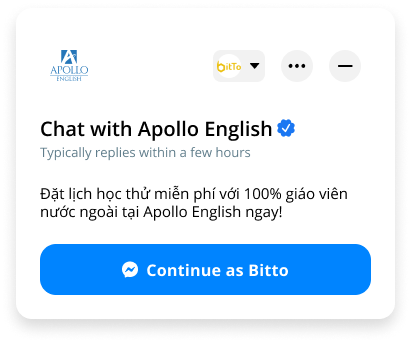 APOLLO
ENGLISH
bitTo
Chat with Apollo English
Typically replies within a few hours
Đặt lịch học thử miễn phí với 100% giáo viên
nước ngoài tại Apollo English ngay!
Continue as Bitto